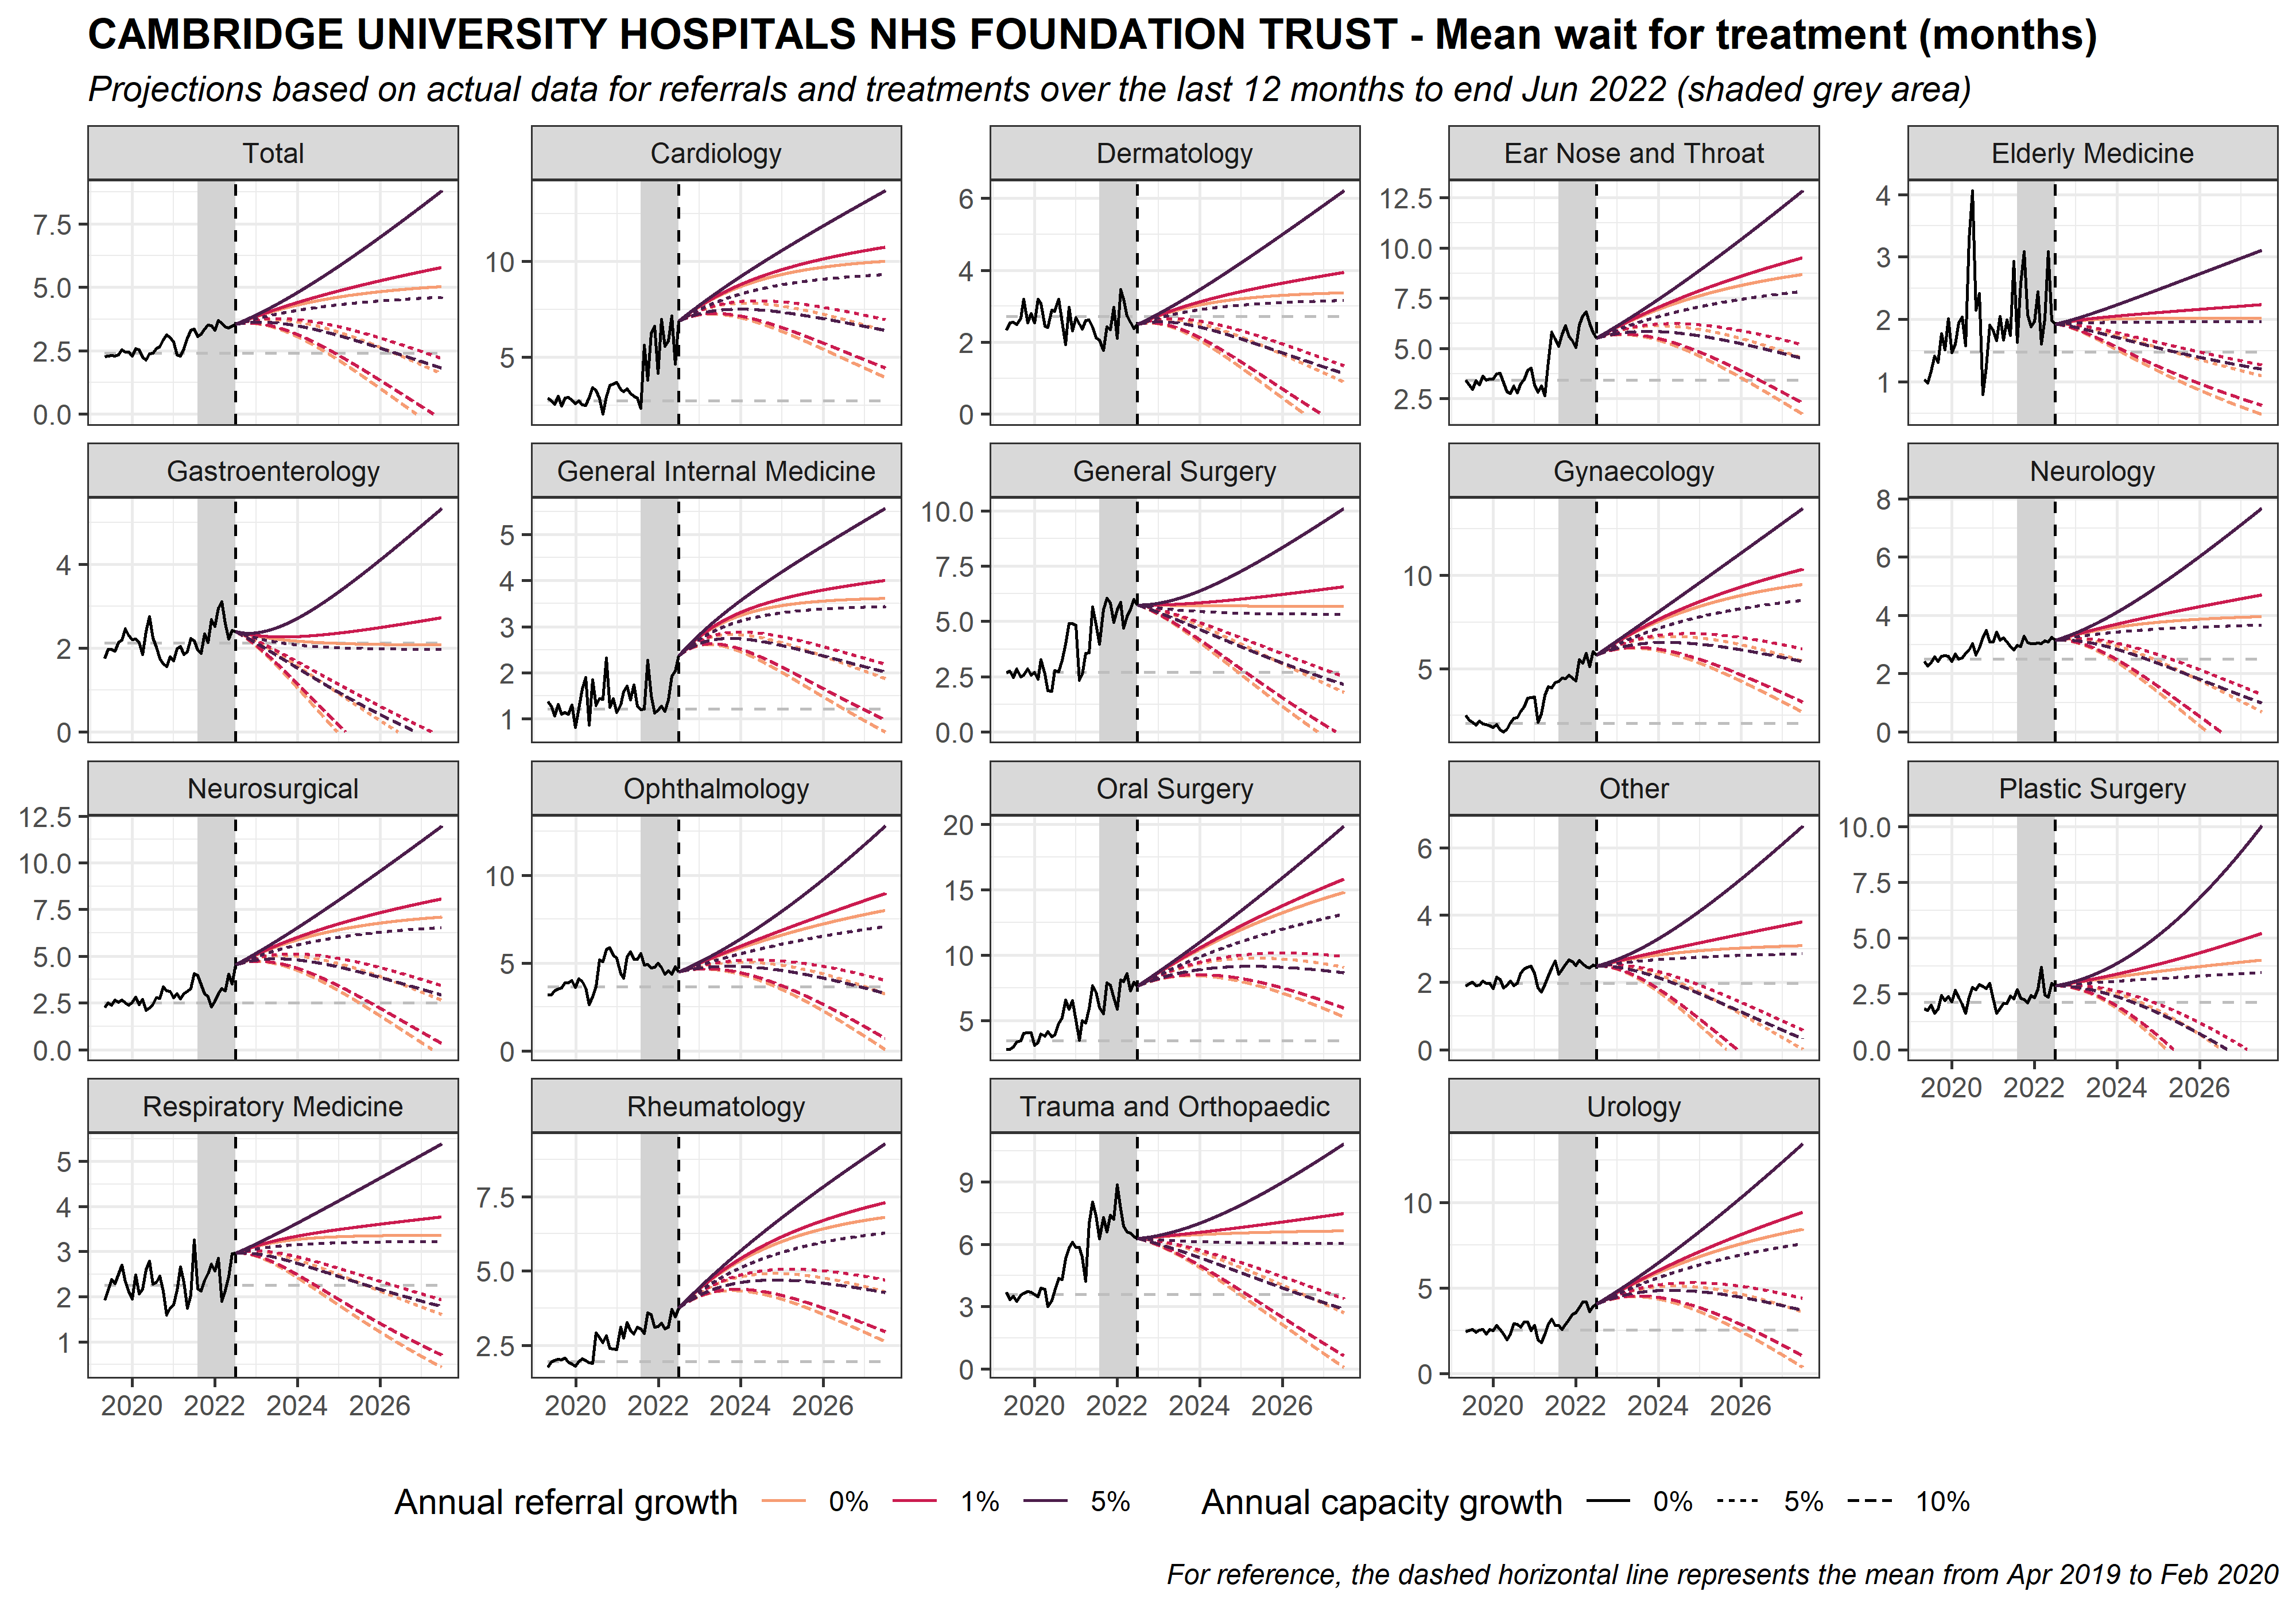 CAMBRIDGE UNIVERSITY HOSPITALS NHS FOUNDATION TRUST - Mean wait for treatment (months)
Projections based on actual data for referrals and treatments over the last 12 months to end Jun 2022 (shaded grey area)
Total
7.5
5.0
2.5
0.0
Cardiology
10
5
Dermatology
6
4
2
0
Ear Nose and Throat
12.5
10.0
7.5
5.0
2.5
Elderly Medicine
4
3
2
1
Gastroenterology
4
2
0
General Internal Medicine
5
4
3
2
1
General Surgery
10.0
7.5
5.0
2.5
0.0
Gynaecology
10
5
Neurology
8
6
4
2
0
Neurosurgical
12.5
10.0
7.5
5.0
2.5
0.0
Ophthalmology
10
5
0
Oral Surgery
20
15
10
5
Other
6
4
2
0
Plastic Surgery
10.0
7.5
5.0
2.5
0.0
2020 2022 2024 2026
Respiratory Medicine
5
4
3
2
1
2020 2022 2024 2026
Rheumatology
7.5
5.0
2.5
2020 2022 2024 2026
Trauma and Orthopaedic
9
6
3
0
2020 2022 2024 2026
Urology
10
5
0
2020 2022 2024 2026
Annual referral growth 0% 1% 5% Annual capacity growth 0% 5% 10%
For reference, the dashed horizontal line represents the mean from Apr 2019 to Feb 2020